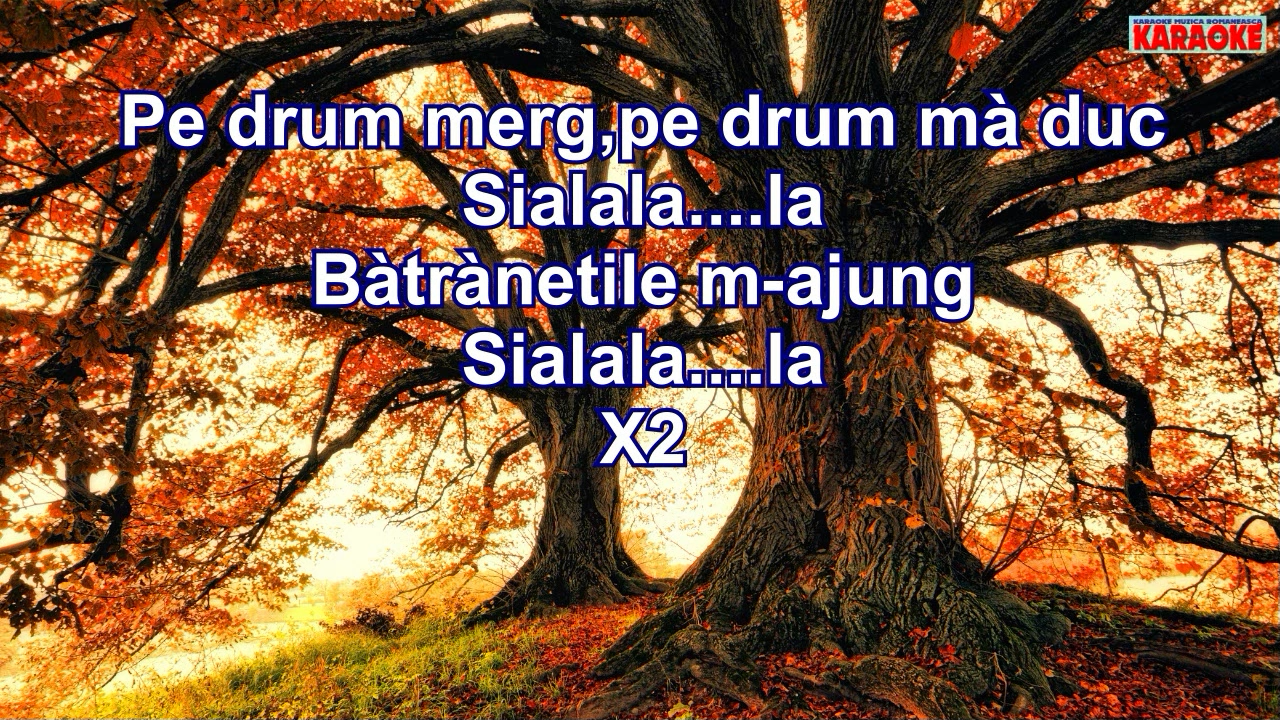 KARAOKE MUZICA ROMANEASCA
KARAOKE
Pe drum merg,pe drum mà duc
Sialala....la
Bàtrànetile m-ajung
Sialala....la
X2